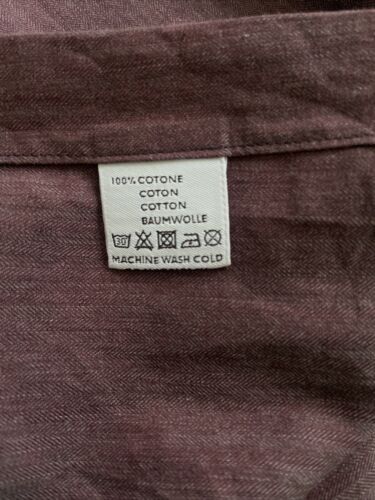 100% COTONE
COTON
COTTON
BAUMWOLLE
30
MACHINE WASH COLD